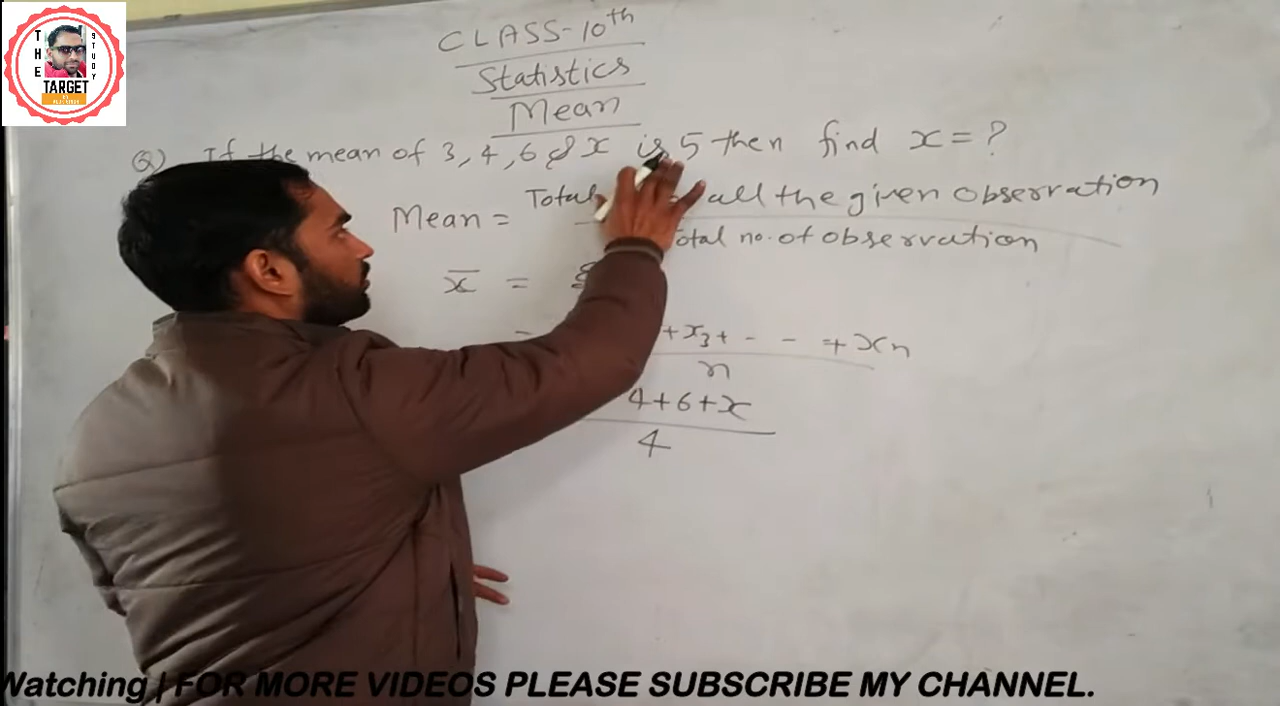 THE
STUDY
TARGET
CLASS-10th
Statistics
Mean
Q) If the mean of 3, 4, 6 & x is 5 then find x = ?
Mean = Total all the given observation
Total no. of observation
x̄ =
= + x3 + - - + xn
n
4+6+x
4
Watching | FOR MORE VIDEOS PLEASE SUBSCRIBE MY CHANNEL.